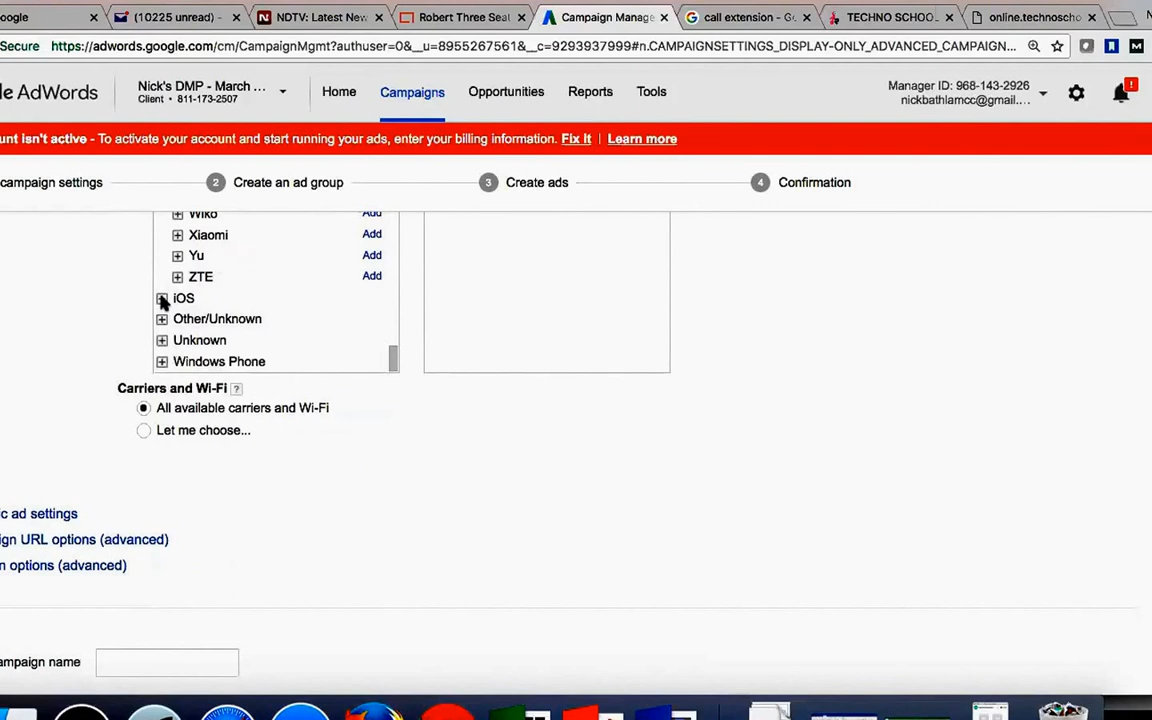 oogle
(10225 unread) -
NDTV: Latest New
Robert Three Seat
Campaign Manage
call extension - Go
TECHNO SCHOO
online.technoscho
Secure https://adwords.google.com/cm/CampaignMgmt?authuser=0&__u=8955267561&__c=9293937999#n.CAMPAIGNSETTINGS_DISPLAY-ONLY_ADVANCED_CAMPAIGN...
le AdWords
Nick's DMP - March ...
Client • 811-173-2507
Home
Campaigns
Opportunities
Reports
Tools
Manager ID: 968-143-2926
nickbathlamcc@gmail....
!
unt isn't active - To activate your account and start running your ads, enter your billing information. Fix It | Learn more
campaign settings
2 Create an ad group
3 Create ads
4 Confirmation
Wiko Add
Xiaomi Add
Yu Add
ZTE Add
iOS
Other/Unknown
Unknown
Windows Phone
Carriers and Wi-Fi ?
All available carriers and Wi-Fi
Let me choose...
ic ad settings
ign URL options (advanced)
n options (advanced)
ampaign name